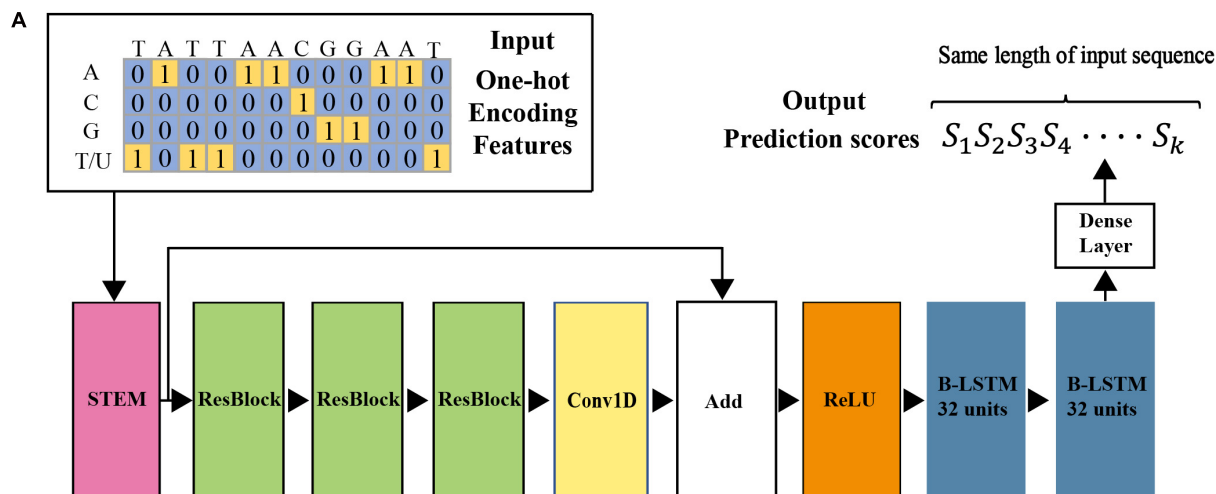 A
T A T T A A C G G A A T
A 0 1 0 0 1 1 0 0 0 1 1 0
C 0 0 0 0 0 0 1 0 0 0 0 0
G 0 0 0 0 0 0 0 1 1 0 0 0
T/U 1 0 1 1 0 0 0 0 0 0 0 1
Input
One-hot
Encoding
Features
Same length of input sequence
Output
Prediction scores
S₁S₂S₃S₄ · · · · Sₖ
Dense
Layer
STEM
ResBlock
ResBlock
ResBlock
Conv1D
Add
ReLU
B-LSTM
32 units
B-LSTM
32 units